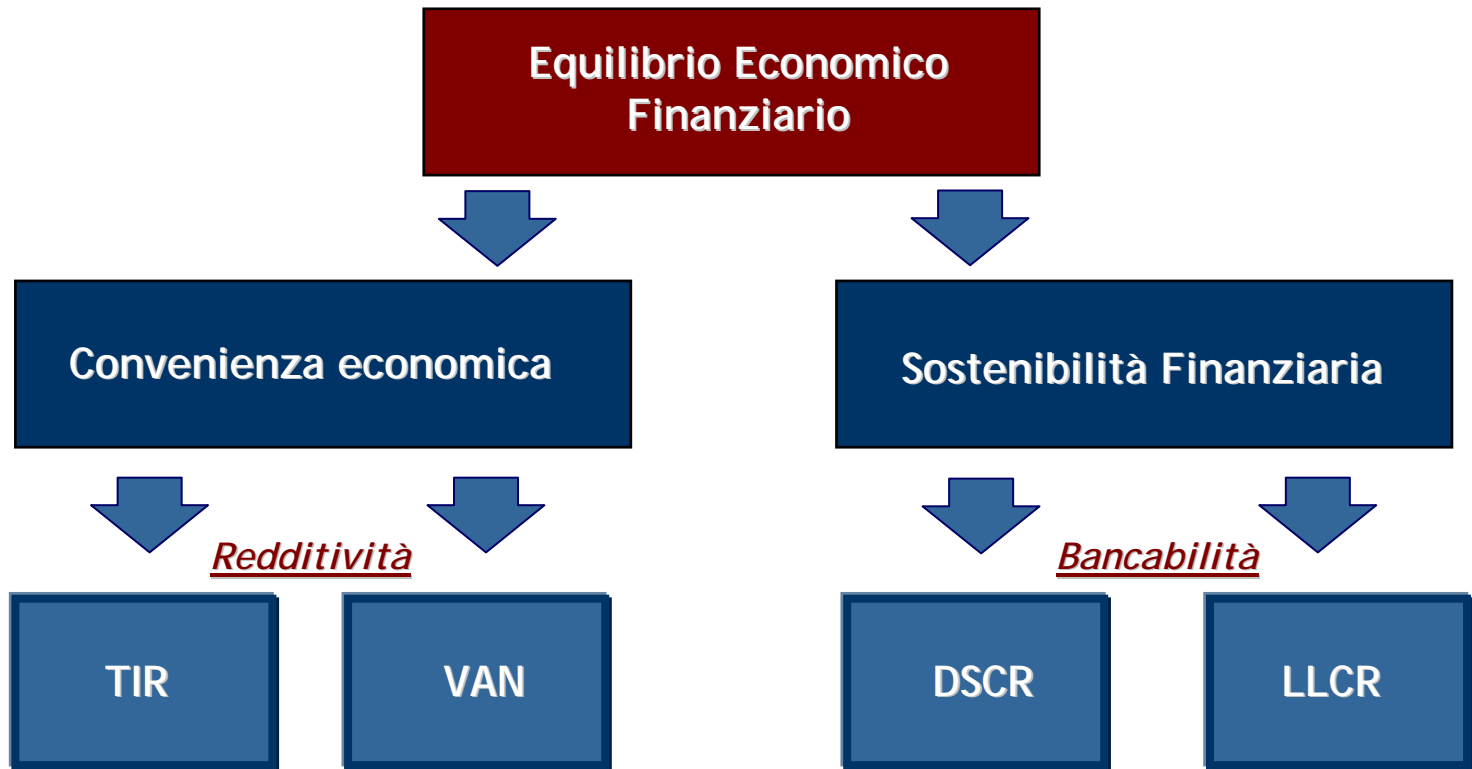 Equilibrio Economico
Finanziario
Convenienza economica
Sostenibilità Finanziaria
Redditività
Bancabilità
TIR
VAN
DSCR
LLCR